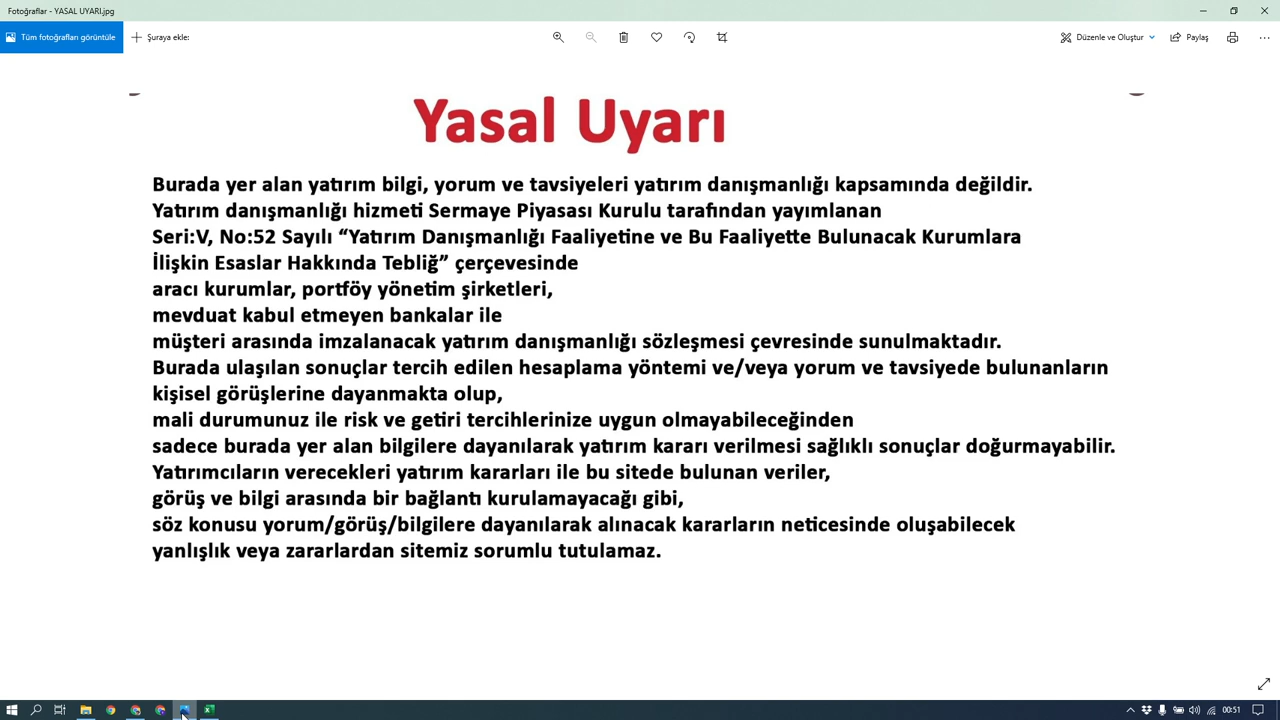 Fotoğraflar - YASAL UYARI.jpg
Tüm fotoğrafları görüntüle
Şuraya ekle:
Düzenle ve Oluştur
Paylaş
Yasal Uyarı
Burada yer alan yatırım bilgi, yorum ve tavsiyeleri yatırım danışmanlığı kapsamında değildir.
Yatırım danışmanlığı hizmeti Sermaye Piyasası Kurulu tarafından yayımlanan
Seri:V, No:52 Sayılı “Yatırım Danışmanlığı Faaliyetine ve Bu Faaliyette Bulunacak Kurumlara
İlişkin Esaslar Hakkında Tebliğ” çerçevesinde
aracı kurumlar, portföy yönetim şirketleri,
mevduat kabul etmeyen bankalar ile
müşteri arasında imzalanacak yatırım danışmanlığı sözleşmesi çevresinde sunulmaktadır.
Burada ulaşılan sonuçlar tercih edilen hesaplama yöntemi ve/veya yorum ve tavsiyede bulunanların
kişisel görüşlerine dayanmakta olup,
mali durumunuz ile risk ve getiri tercihlerinize uygun olmayabileceğinden
sadece burada yer alan bilgilere dayanılarak yatırım kararı verilmesi sağlıklı sonuçlar doğurmayabilir.
Yatırımcıların verecekleri yatırım kararları ile bu sitede bulunan veriler,
görüş ve bilgi arasında bir bağlantı kurulamayacağı gibi,
söz konusu yorum/görüş/bilgilere dayanılarak alınacak kararların neticesinde oluşabilecek
yanlışlık veya zararlardan sitemiz sorumlu tutulamaz.
00:51